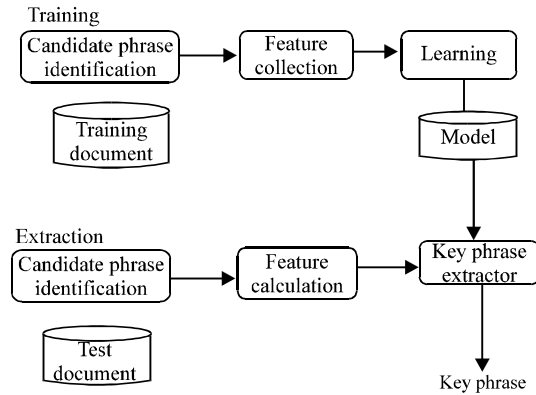 Training
Candidate phrase
identification
Feature
collection
Learning
Training
document
Model
Extraction
Candidate phrase
identification
Feature
calculation
Key phrase
extractor
Test
document
Key phrase